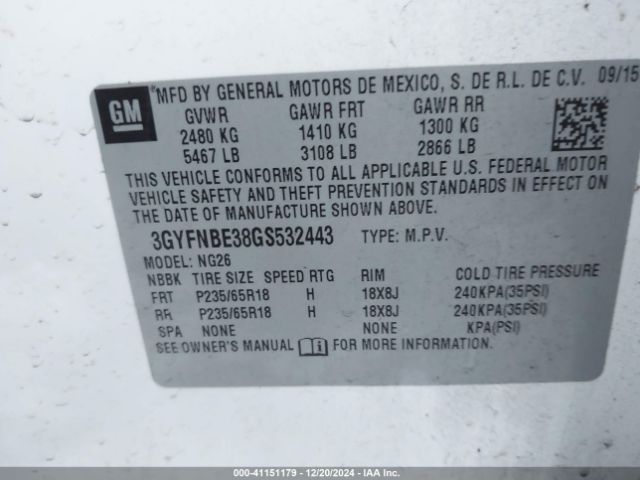 GM
*MFD BY GENERAL MOTORS DE MEXICO, S. DE R.L. DE C.V. 09/15
GVWR GAWR FRT GAWR RR
2480 KG 1410 KG 1300 KG
5467 LB 3108 LB 2866 LB
THIS VEHICLE CONFORMS TO ALL APPLICABLE U.S. FEDERAL MOTOR
VEHICLE SAFETY AND THEFT PREVENTION STANDARDS IN EFFECT ON
THE DATE OF MANUFACTURE SHOWN ABOVE.
3GYFNBE38GS532443 TYPE: M.P.V.
MODEL: NG26
NBBK TIRE SIZE SPEED RTG RIM COLD TIRE PRESSURE
FRT P235/65R18 H 18X8J 240KPA(35PSI)
RR P235/65R18 H 18X8J 240KPA(35PSI)
SPA NONE NONE KPA(PSI)
SEE OWNER'S MANUAL FOR MORE INFORMATION.
000-41151179 - 12/20/2024 - IAA Inc.